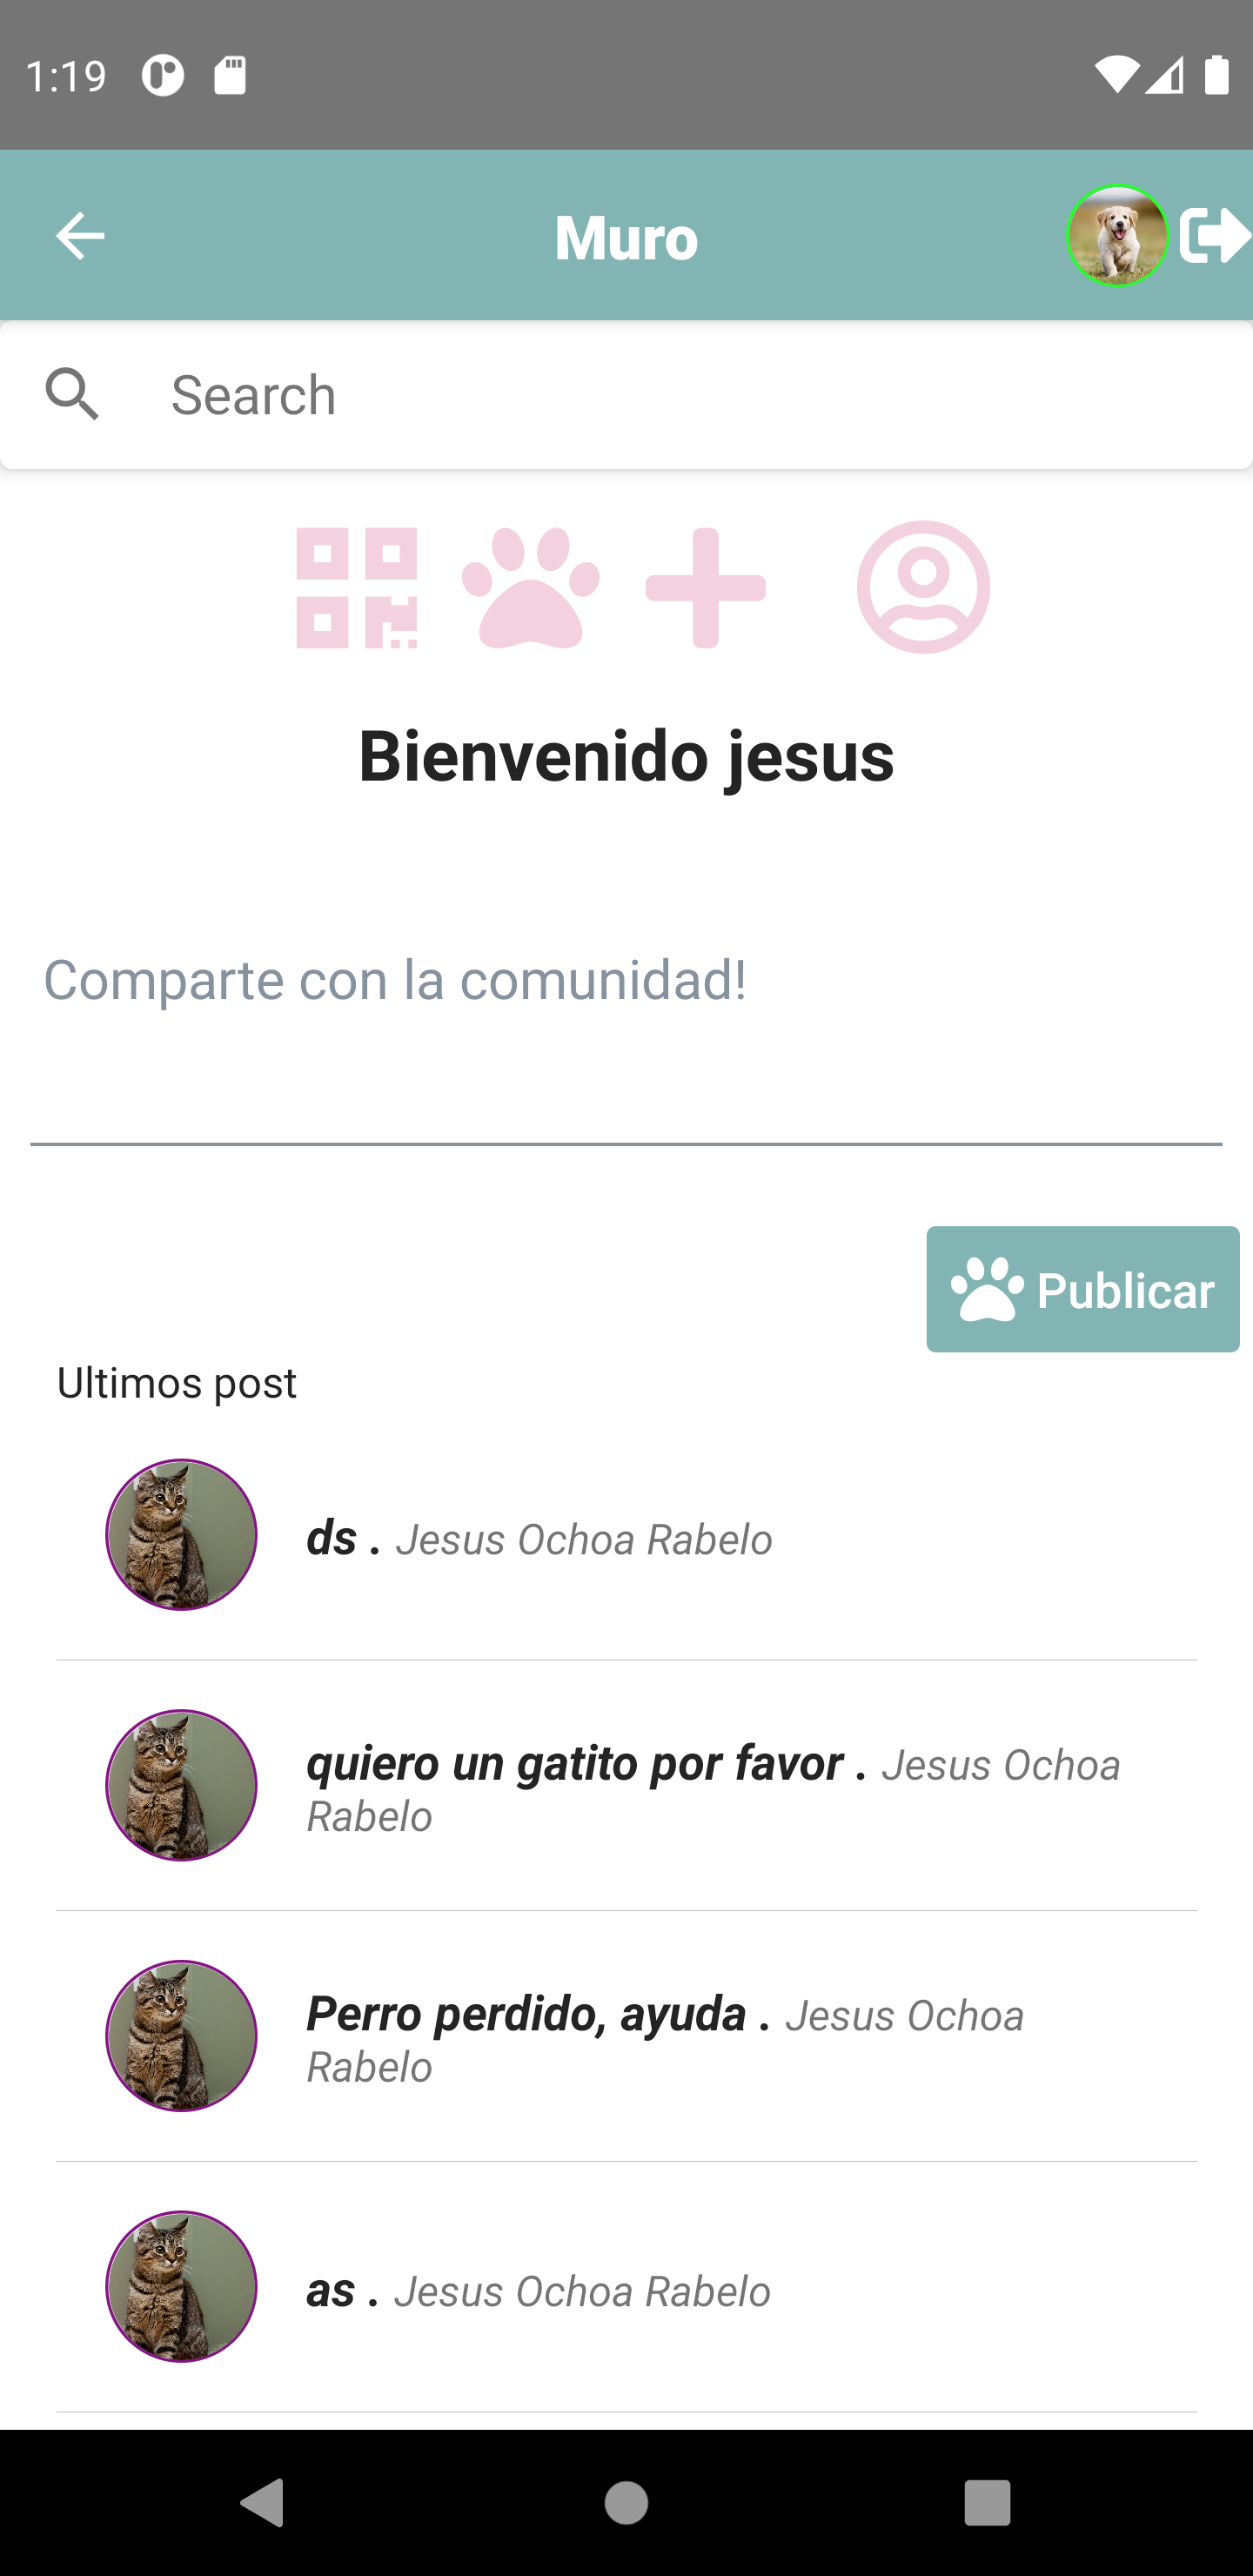 1:19
Muro
Search
Bienvenido jesus
Comparte con la comunidad!
Publicar
Ultimos post
ds . Jesus Ochoa Rabelo
quiero un gatito por favor . Jesus Ochoa
Rabelo
Perro perdido, ayuda . Jesus Ochoa
Rabelo
as . Jesus Ochoa Rabelo